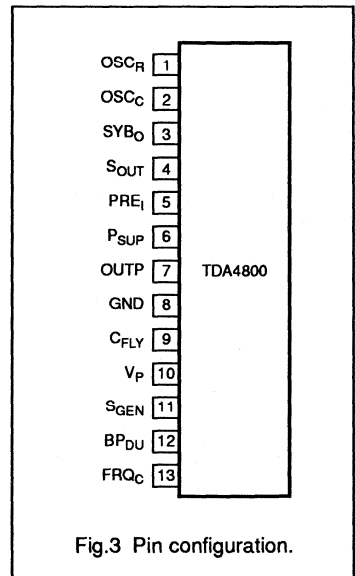 OSCR 1
OSCC 2
SYBO 3
SOUT 4
PREI 5
PSUP 6
OUTP 7
TDA4800
GND 8
CFLY 9
VP 10
SGEN 11
BPDU 12
FRQC 13
Fig.3 Pin configuration.